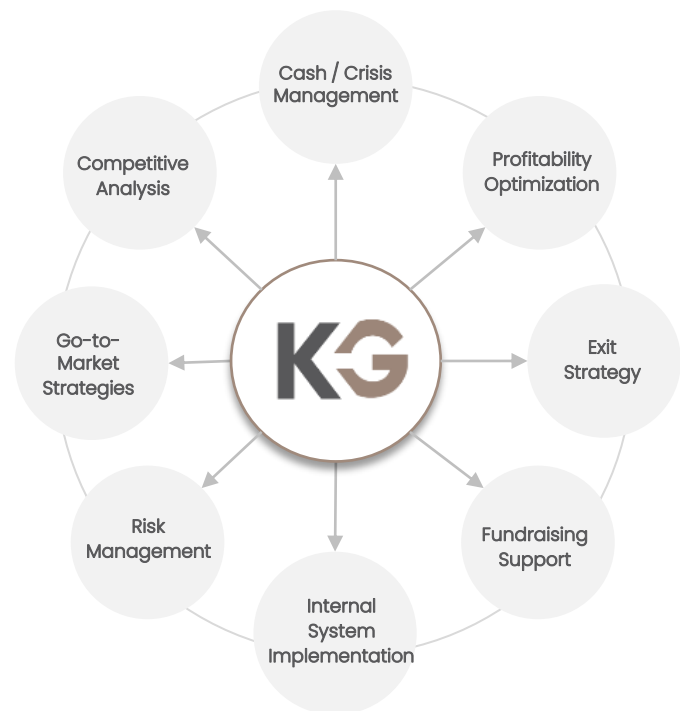 Cash / Crisis
Management
Profitability
Optimization
Exit
Strategy
Fundraising
Support
Internal
System
Implementation
Risk
Management
Go-to-
Market
Strategies
Competitive
Analysis
KG